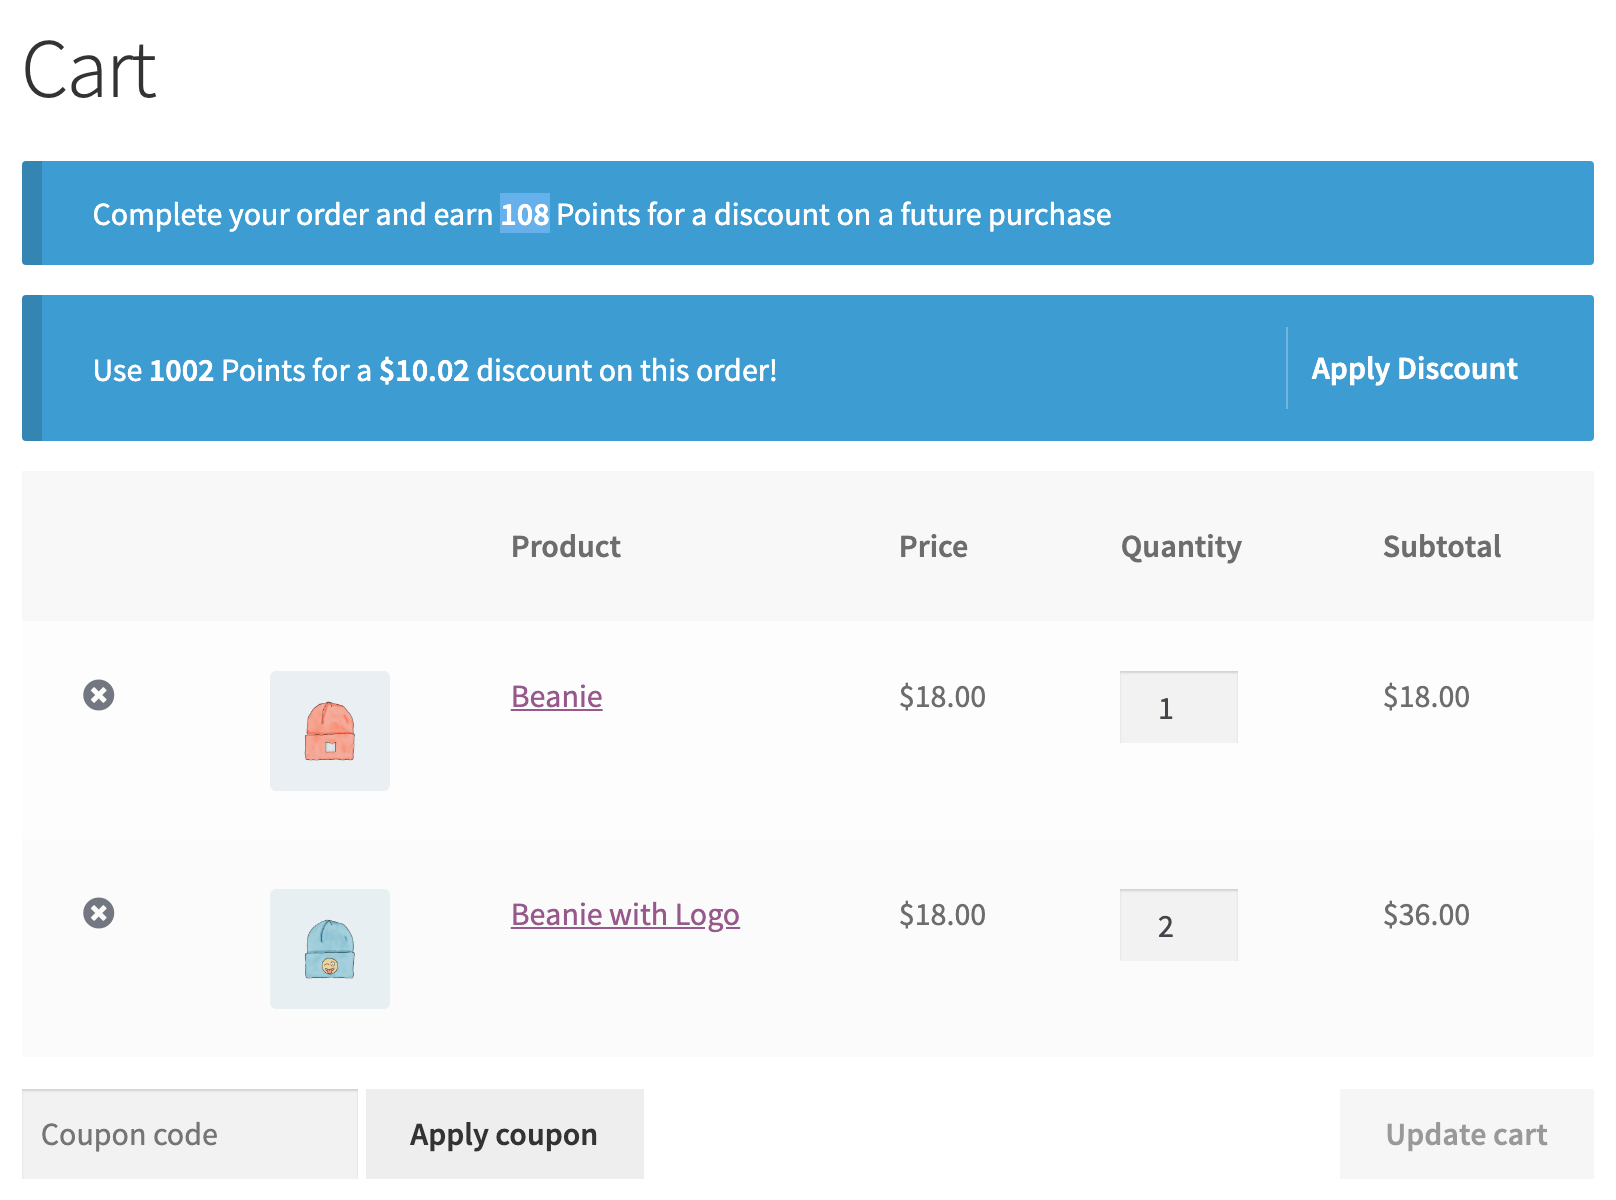 Cart
Complete your order and earn 108 Points for a discount on a future purchase
Use 1002 Points for a $10.02 discount on this order! Apply Discount
Product Price Quantity Subtotal
Beanie $18.00 1 $18.00
Beanie with Logo $18.00 2 $36.00
Coupon code Apply coupon Update cart